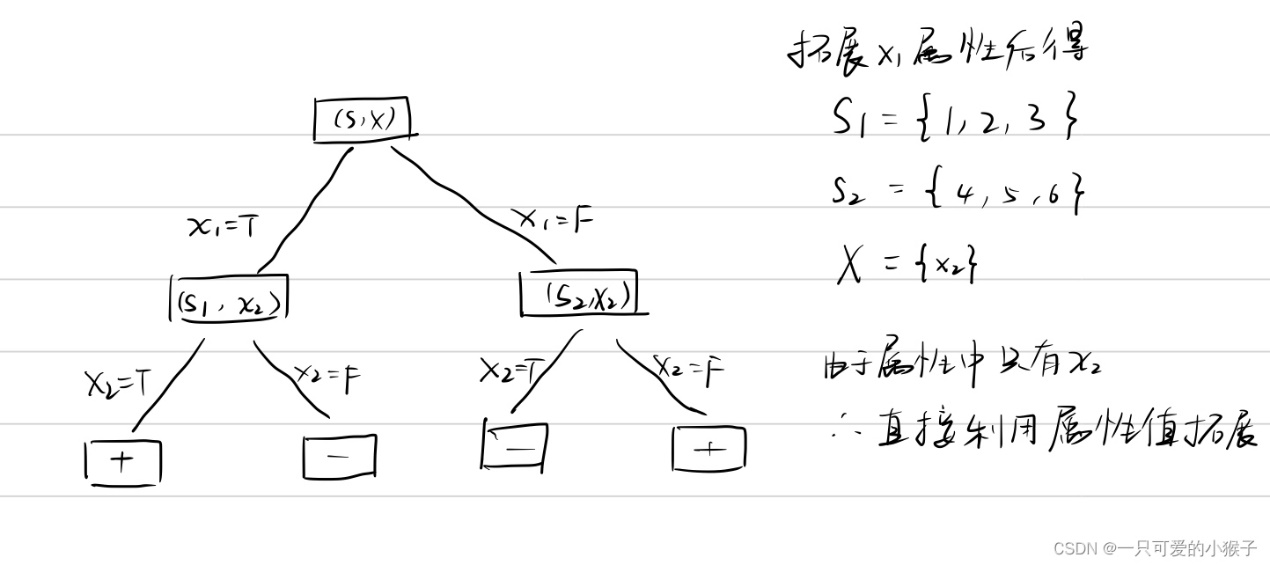 拓展x₁属性后得
(S,X)
S₁ = {1, 2, 3}
S₂ = {4, 5, 6}
x₁=T
x₁=F
X = {x₂}
(S₁, x₂)
(S₂,X₂)
由于属性中只有x₂
X₂=T
X₂=F
X₂=T
X₂=F
∴ 直接利用属性值拓展
+
−
−
+
CSDN @一只可爱的小猴子